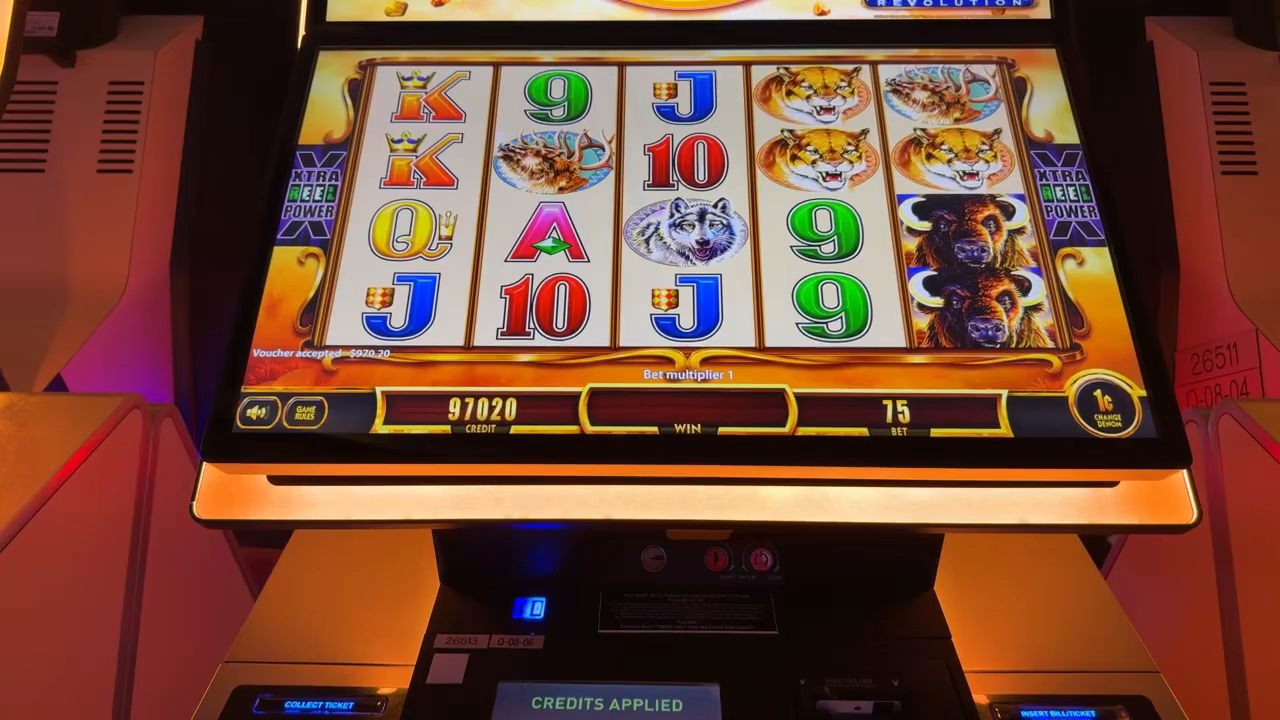 REVOLUTION
K 9 J
K 10
Q A 9
J 10 J 9
XTRA REEL POWER
XTRA REEL POWER
Voucher accepted $970.20
Bet multiplier 1
GAME RULES
97020
CREDIT
WIN
75
BET
1¢
CHANGE DENOM
26511
Q-08-04
26513 Q-08-06
COLLECT TICKET
CREDITS APPLIED
INSERT BILL/TICKET